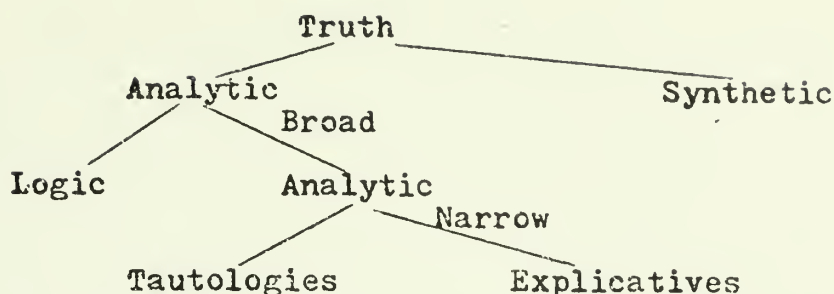 Truth
Analytic Synthetic
Broad
Logic Analytic
Narrow
Tautologies Explicatives